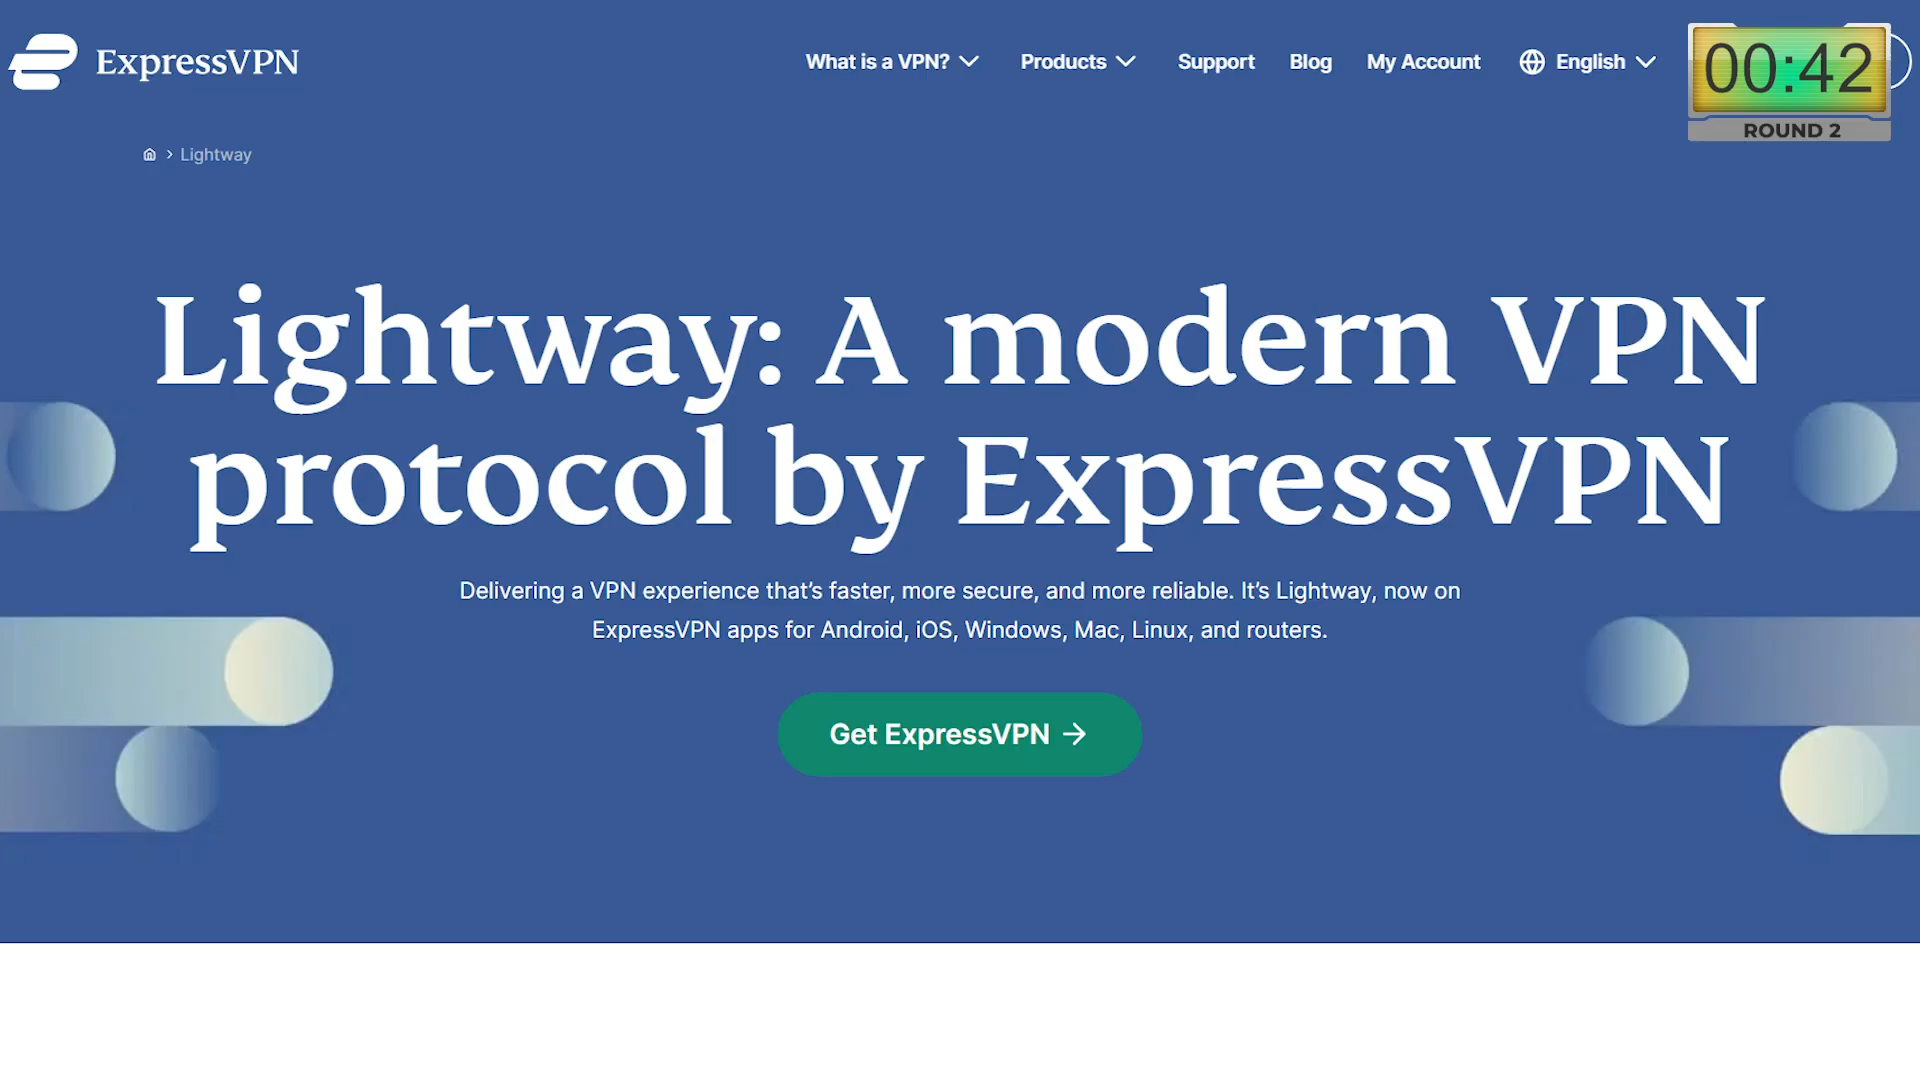 ExpressVPN
What is a VPN? Products Support Blog My Account English
00:42
ROUND 2
Lightway
Lightway: A modern VPN
protocol by ExpressVPN
Delivering a VPN experience that’s faster, more secure, and more reliable. It’s Lightway, now on
ExpressVPN apps for Android, iOS, Windows, Mac, Linux, and routers.
Get ExpressVPN →